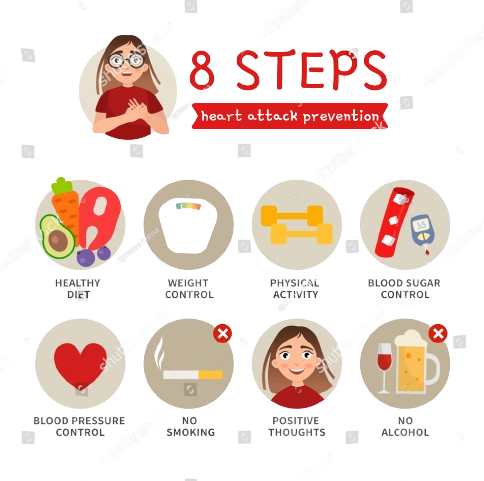 8 STEPS
heart attack prevention
HEALTHY
DIET
WEIGHT
CONTROL
PHYSICAL
ACTIVITY
BLOOD SUGAR
CONTROL
BLOOD PRESSURE
CONTROL
NO
SMOKING
POSITIVE
THOUGHTS
NO
ALCOHOL